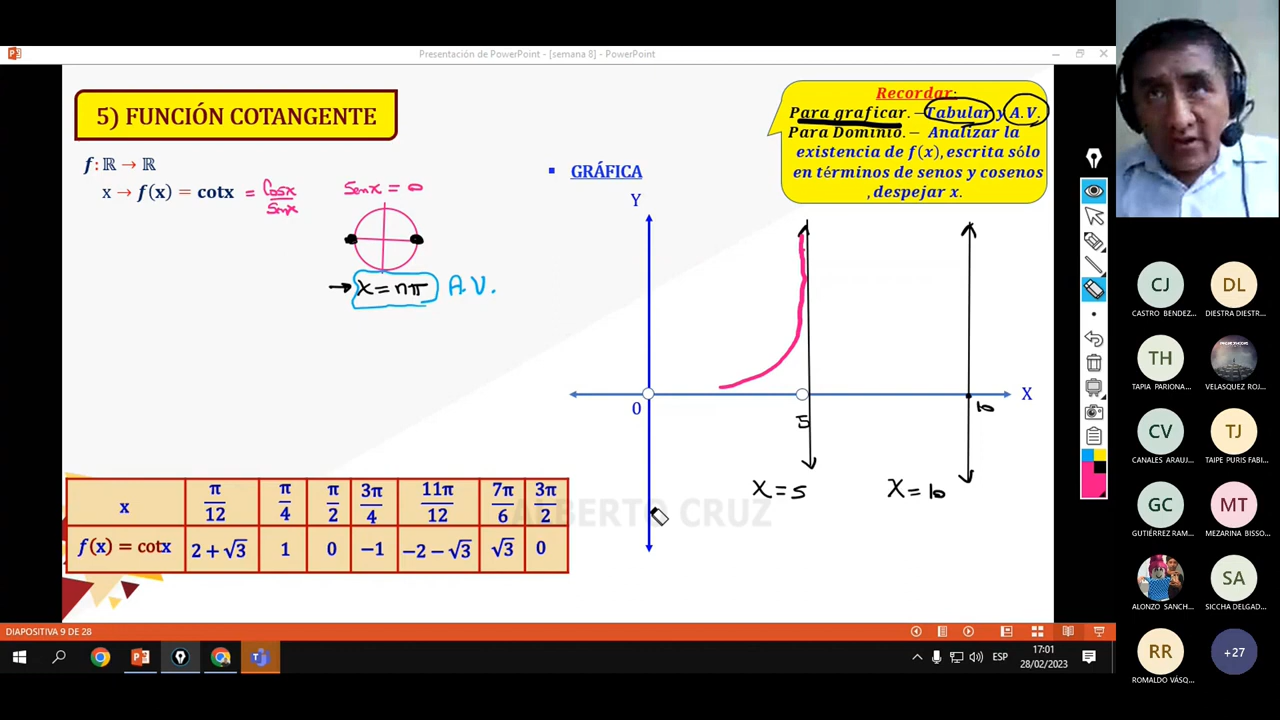 Presentación de PowerPoint - [semana 8] - PowerPoint
5) FUNCIÓN COTANGENTE
Recordar:
Para graficar. – Tabular y A.V.
Para Dominio. – Analizar la
existencia de f(x), escrita sólo
en términos de senos y cosenos
, despejar x.
f: ℝ → ℝ
x → f(x) = cotx = Cosx/Senx
Senx = 0
x = nπ A.V.
GRÁFICA
Y
X
0
5
10
X = 5
X = 10
x π/12 π/4 π/2 3π/4 11π/12 7π/6 3π/2
f(x) = cotx 2 + √3 1 0 −1 −2 − √3 √3 0
ALBERTO CRUZ
CJ
CASTRO BENDEZ...
DL
DIESTRA DIESTR...
TH
TAPIA PARIONA...
VELASQUEZ ROJ...
CV
CANALES ARAUJ...
TJ
TAIPE PURIS FABI...
GC
GUTIÉRREZ RAM...
MT
MEZARINA BISSO...
ALONZO SANCH...
SA
SICCHA DELGAD...
RR
ROMALDO VÁSQ...
+27
DIAPOSITIVA 9 DE 28
ESP
17:01
28/02/2023